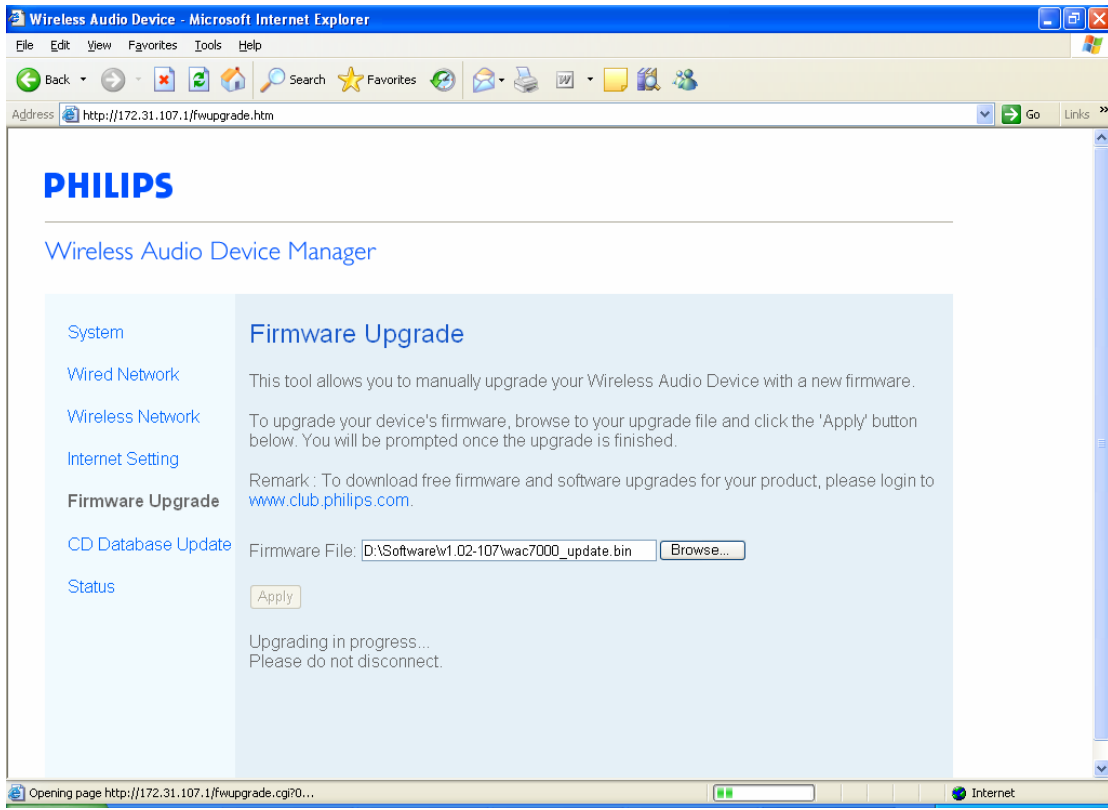 Wireless Audio Device - Microsoft Internet Explorer
File Edit View Favorites Tools Help
Back Search Favorites
Address http://172.31.107.1/fwupgrade.htm Go Links »
PHILIPS
Wireless Audio Device Manager
System
Wired Network
Wireless Network
Internet Setting
Firmware Upgrade
CD Database Update
Status
Firmware Upgrade
This tool allows you to manually upgrade your Wireless Audio Device with a new firmware.
To upgrade your device's firmware, browse to your upgrade file and click the 'Apply' button
below. You will be prompted once the upgrade is finished.
Remark : To download free firmware and software upgrades for your product, please login to
www.club.philips.com.
Firmware File: D:\Software\v1.02-107\wac7000_update.bin Browse...
Apply
Upgrading in progress...
Please do not disconnect.
Opening page http://172.31.107.1/fwupgrade.cgi?0... Internet